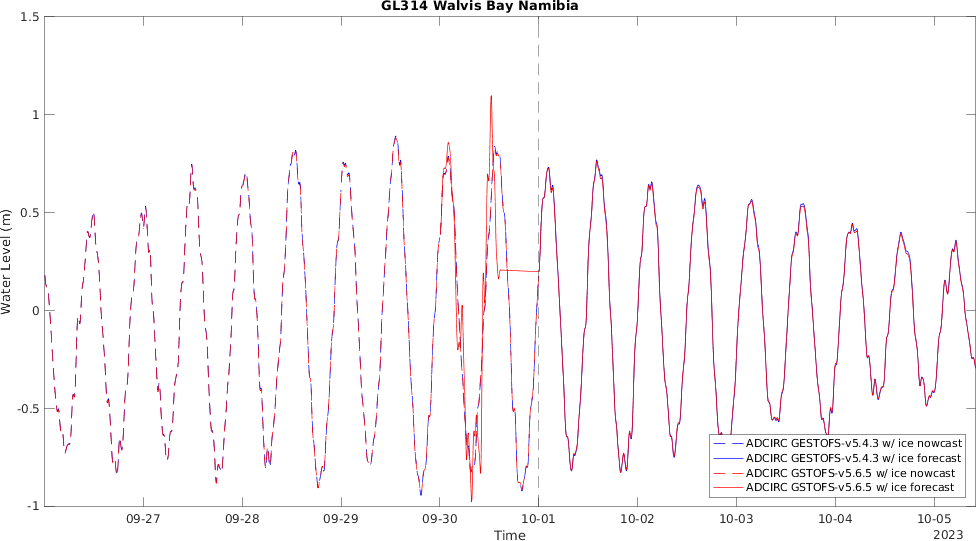 GL314 Walvis Bay Namibia
1.5
1
0.5
0
-0.5
-1
Water Level (m)
09-27 09-28 09-29 09-30 10-01 10-02 10-03 10-04 10-05
Time
2023
ADCIRC GESTOFS-v5.4.3 w/ ice nowcast
ADCIRC GESTOFS-v5.4.3 w/ ice forecast
ADCIRC GSTOFS-v5.6.5 w/ ice nowcast
ADCIRC GSTOFS-v5.6.5 w/ ice forecast